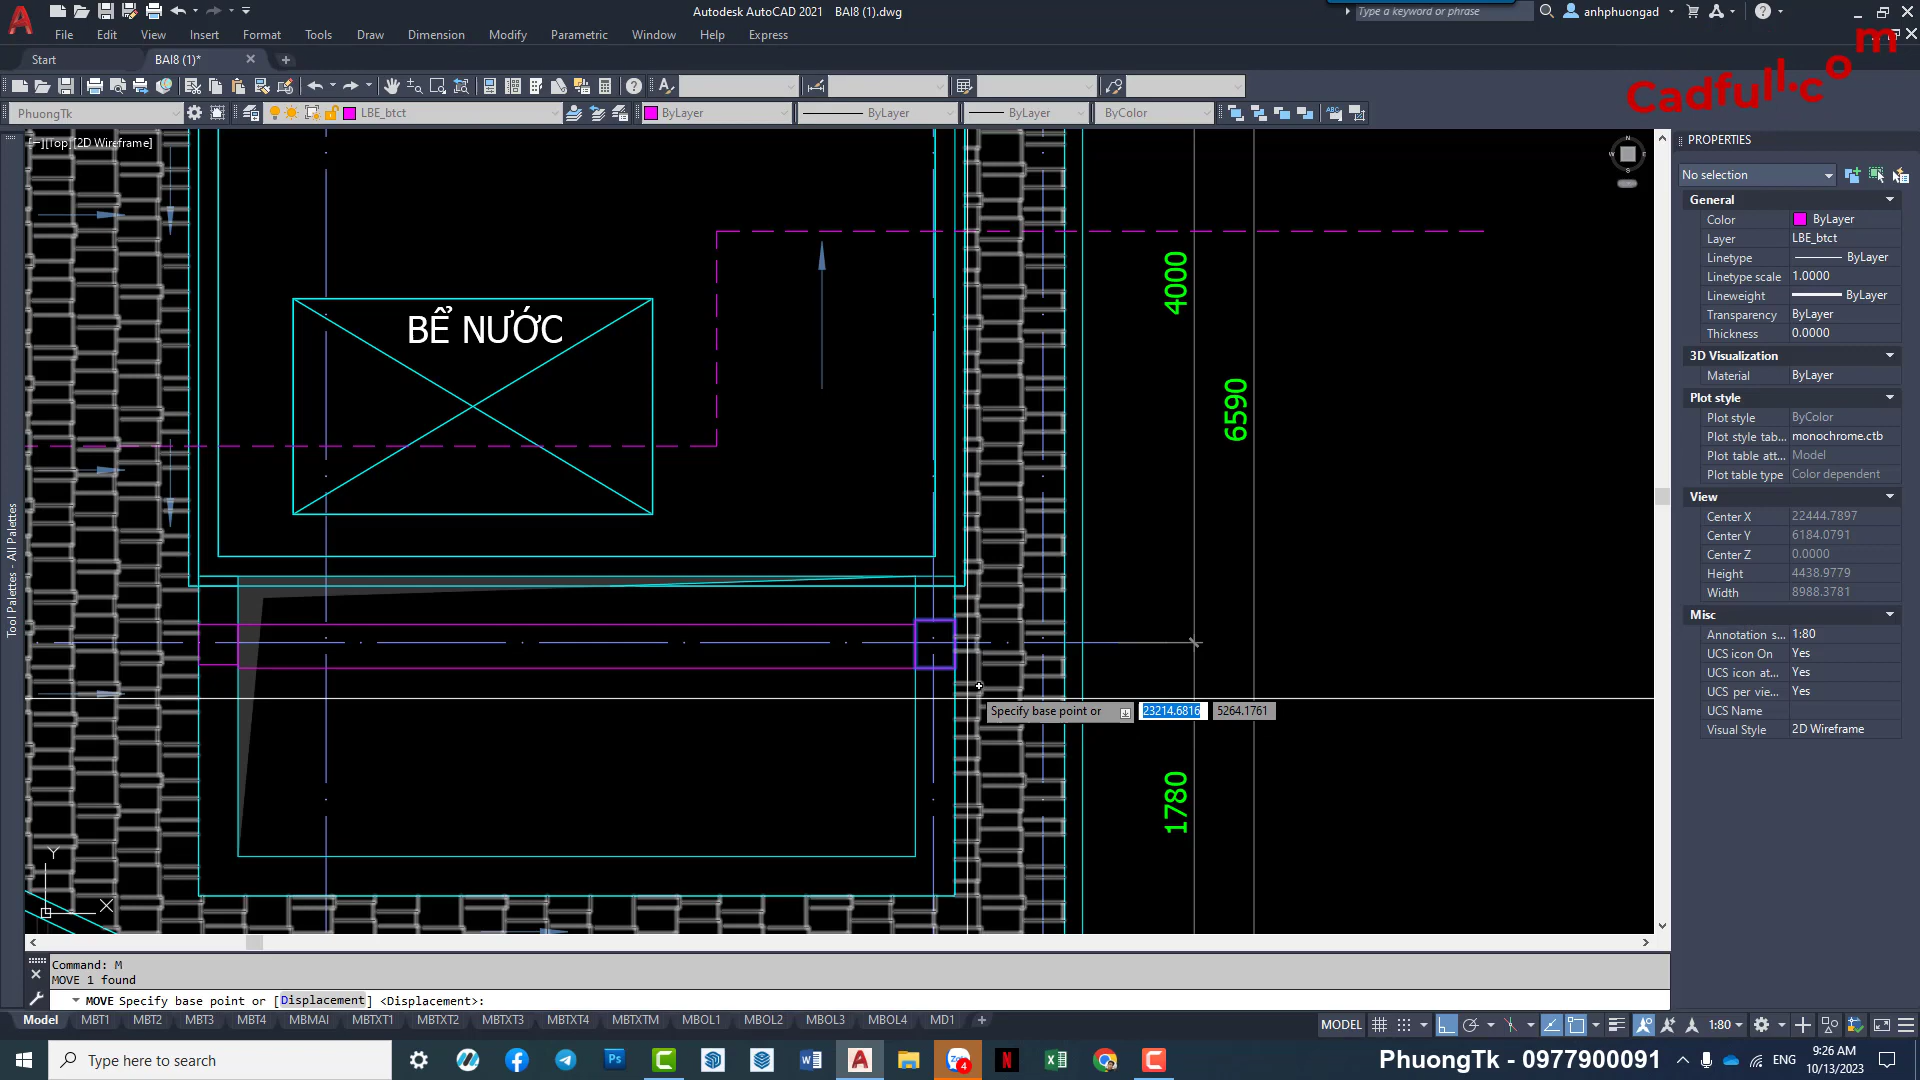 Autodesk AutoCAD 2021 BAI8 (1).dwg
Type a keyword or phrase
anhphuongad
File Edit View Insert Format Tools Draw Dimension Modify Parametric Window Help Express
Start
BAI8 (1)*
Cadfull.com
PhuongTk
LBE_btct
ByLayer
ByLayer
ByLayer
ByColor
[−][Top][2D Wireframe]
BỂ NƯỚC
4000
6590
1780
Specify base point or
23214.6816
5264.1761
Y
X
N
W
E
S
Tool Palettes - All Palettes
PROPERTIES
No selection
General
Color ByLayer
Layer LBE_btct
Linetype ByLayer
Linetype scale 1.0000
Lineweight ByLayer
Transparency ByLayer
Thickness 0.0000
3D Visualization
Material ByLayer
Plot style
Plot style ByColor
Plot style tab... monochrome.ctb
Plot table att... Model
Plot table type Color dependent
View
Center X 22444.7897
Center Y 6184.0791
Center Z 0.0000
Height 4438.9779
Width 8988.3781
Misc
Annotation s... 1:80
UCS icon On Yes
UCS icon at... Yes
UCS per vie... Yes
UCS Name
Visual Style 2D Wireframe
Command: M
MOVE 1 found
MOVE Specify base point or [Displacement] <Displacement>:
Model MBT1 MBT2 MBT3 MBT4 MBMAI MBTXT1 MBTXT2 MBTXT3 MBTXT4 MBTXTM MBOL1 MBOL2 MBOL3 MBOL4 MD1
MODEL
1:80
Type here to search
PhuongTk - 0977900091
ENG
9:26 AM
10/13/2023